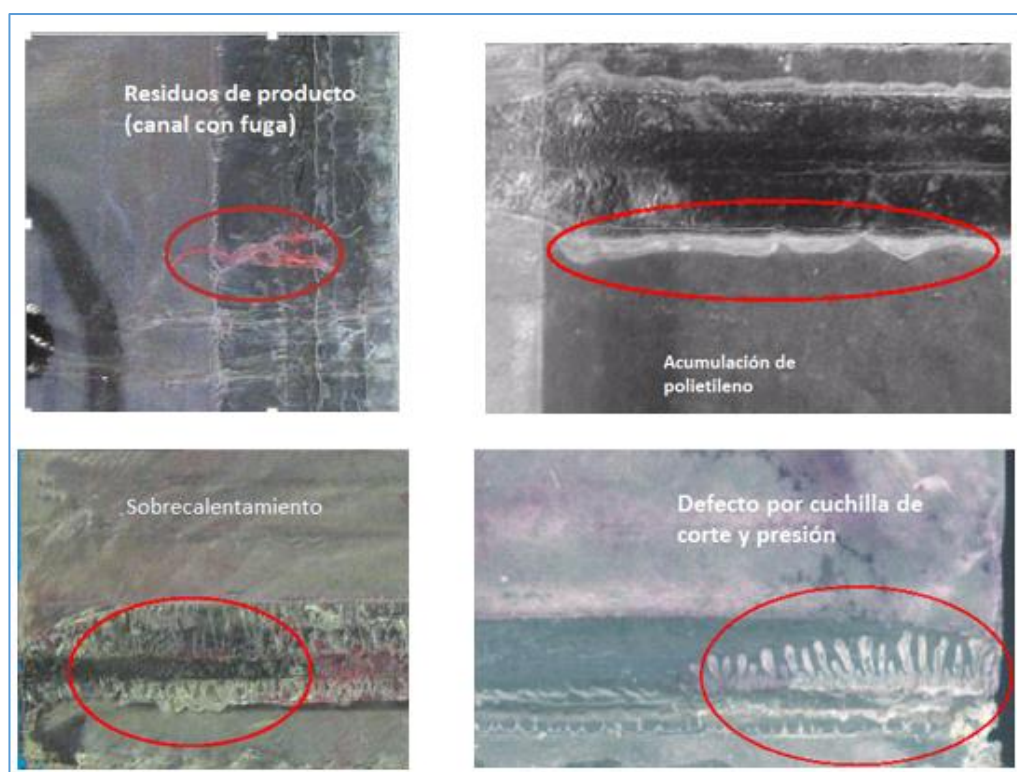 Residuos de producto
(canal con fuga)
Acumulación de
polietileno
Sobrecalentamiento
Defecto por cuchilla de
corte y presión